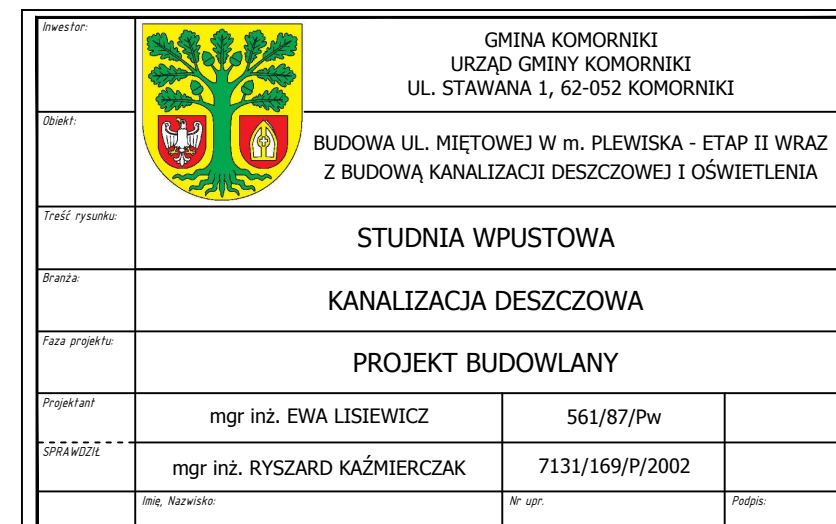 Inwestor:
GMINA KOMORNIKI
URZĄD GMINY KOMORNIKI
UL. STAWANA 1, 62-052 KOMORNIKI
Obiekt:
BUDOWA UL. MIĘTOWEJ W m. PLEWISKA - ETAP II WRAZ
Z BUDOWĄ KANALIZACJI DESZCZOWEJ I OŚWIETLENIA
Treść rysunku:
STUDNIA WPUSTOWA
Branża:
KANALIZACJA DESZCZOWA
Faza projektu:
PROJEKT BUDOWLANY
Projektant
mgr inż. EWA LISIEWICZ 561/87/Pw
SPRAWDZIŁ
mgr inż. RYSZARD KAŹMIERCZAK 7131/169/P/2002
Imię, Nazwisko: Nr upr. Podpis: